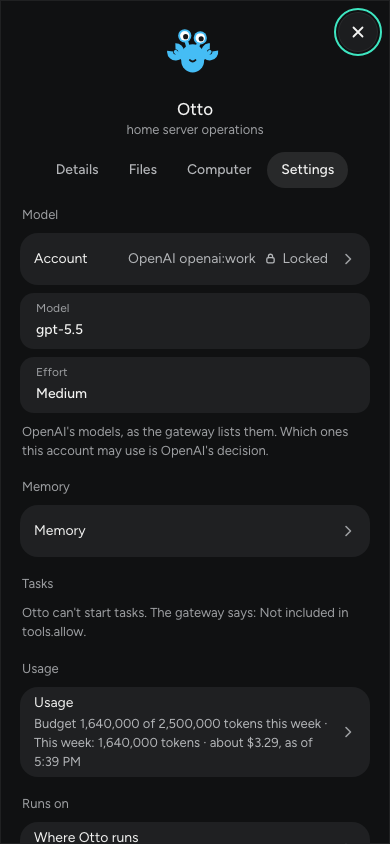 Otto
home server operations
Details Files Computer Settings
Model
Account OpenAI openai:work Locked
Model
gpt-5.5
Effort
Medium
OpenAI's models, as the gateway lists them. Which ones
this account may use is OpenAI's decision.
Memory
Memory
Tasks
Otto can't start tasks. The gateway says: Not included in
tools.allow.
Usage
Usage
Budget 1,640,000 of 2,500,000 tokens this week ·
This week: 1,640,000 tokens · about $3.29, as of
5:39 PM
Runs on
Where Otto runs